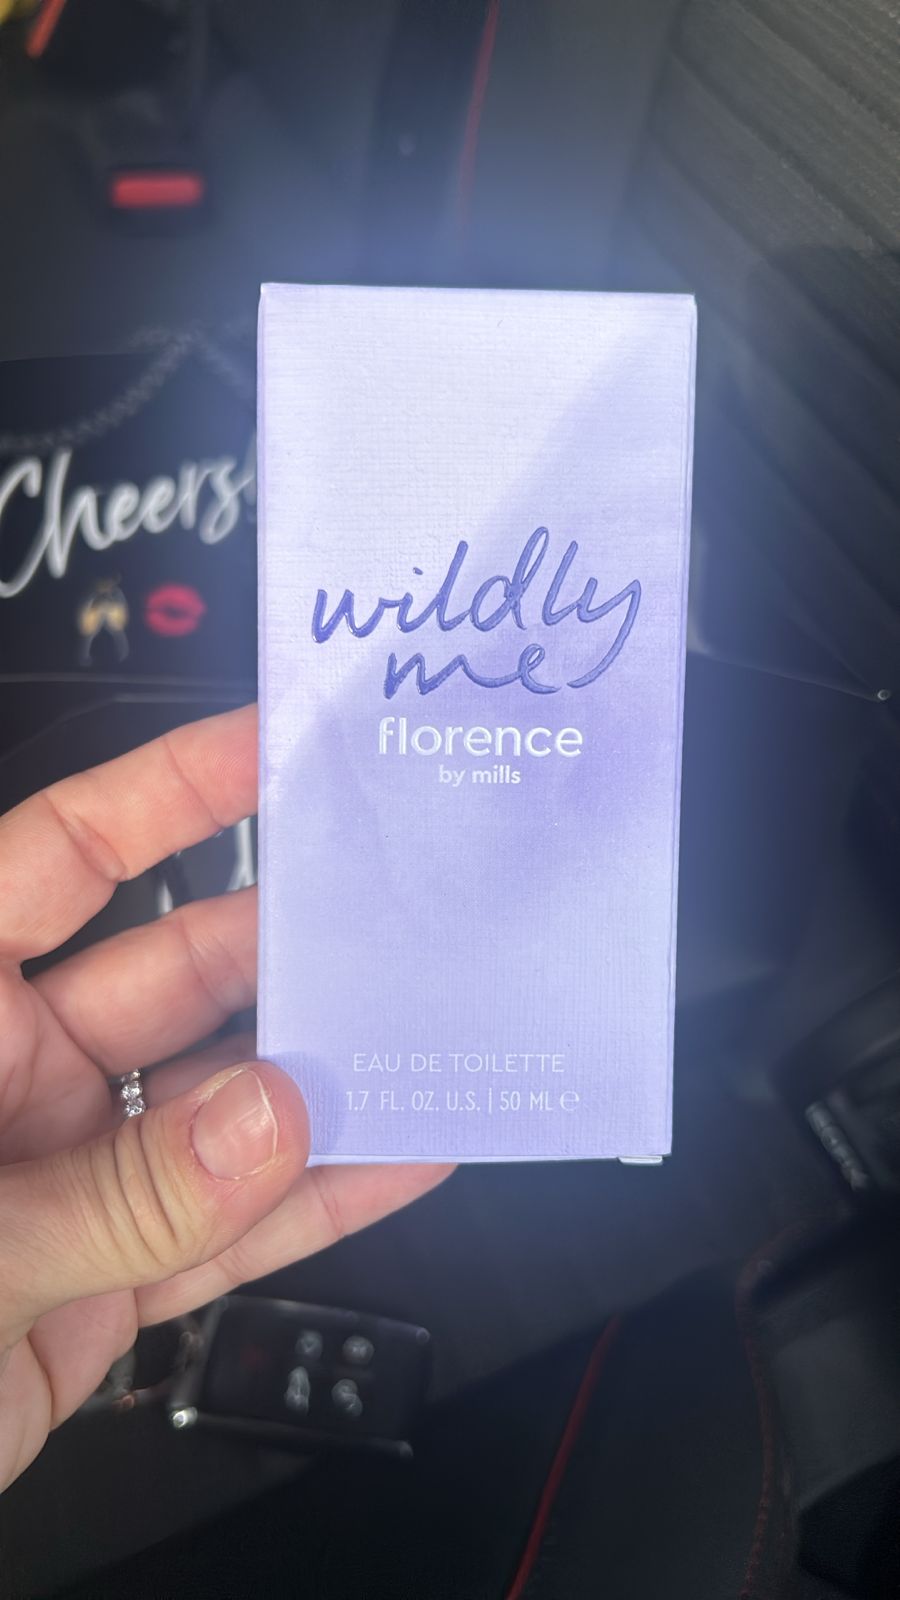 Cheers!
wildly
me
florence
by mills
EAU DE TOILETTE
1.7 FL. OZ. U.S. | 50 ML ℮